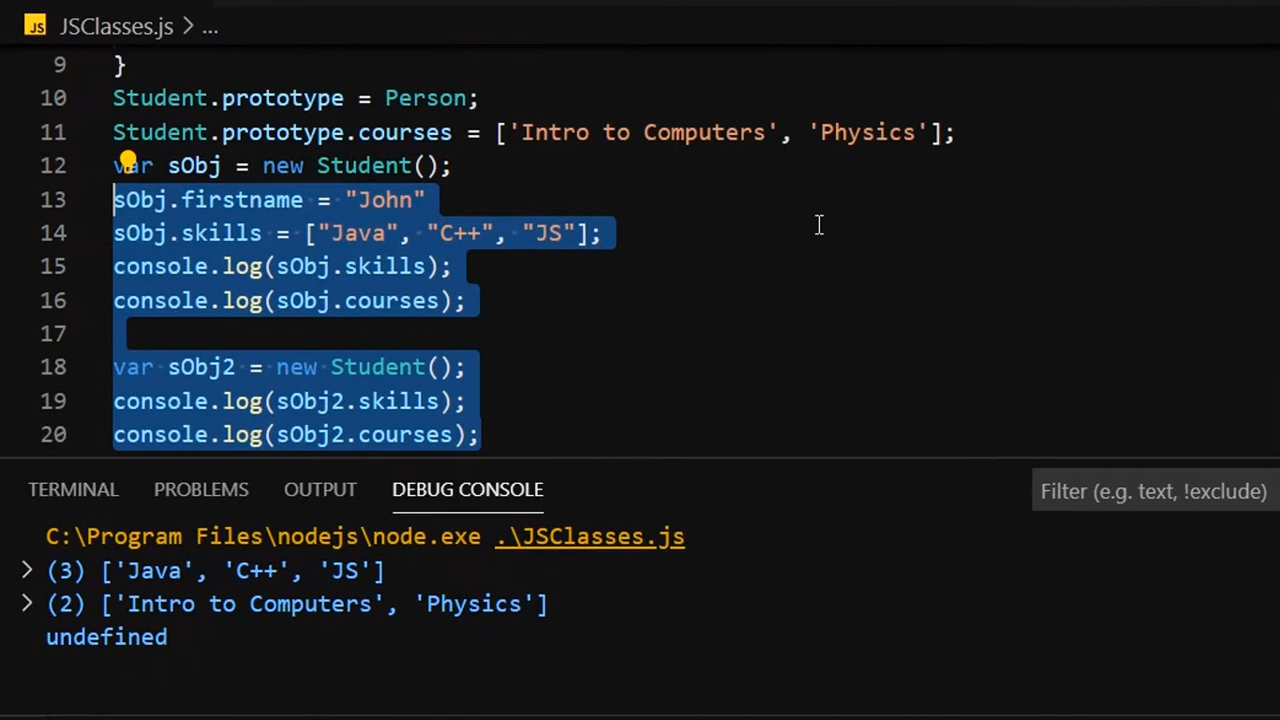 JS JSClasses.js > ...
9 }
10 Student.prototype = Person;
11 Student.prototype.courses = ['Intro to Computers', 'Physics'];
12 var sObj = new Student();
13 sObj.firstname = "John"
14 sObj.skills = ["Java", "C++", "JS"];
15 console.log(sObj.skills);
16 console.log(sObj.courses);
17
18 var sObj2 = new Student();
19 console.log(sObj2.skills);
20 console.log(sObj2.courses);
TERMINAL PROBLEMS OUTPUT DEBUG CONSOLE Filter (e.g. text, !exclude)
C:\Program Files\nodejs\node.exe .\JSClasses.js
> (3) ['Java', 'C++', 'JS']
> (2) ['Intro to Computers', 'Physics']
undefined